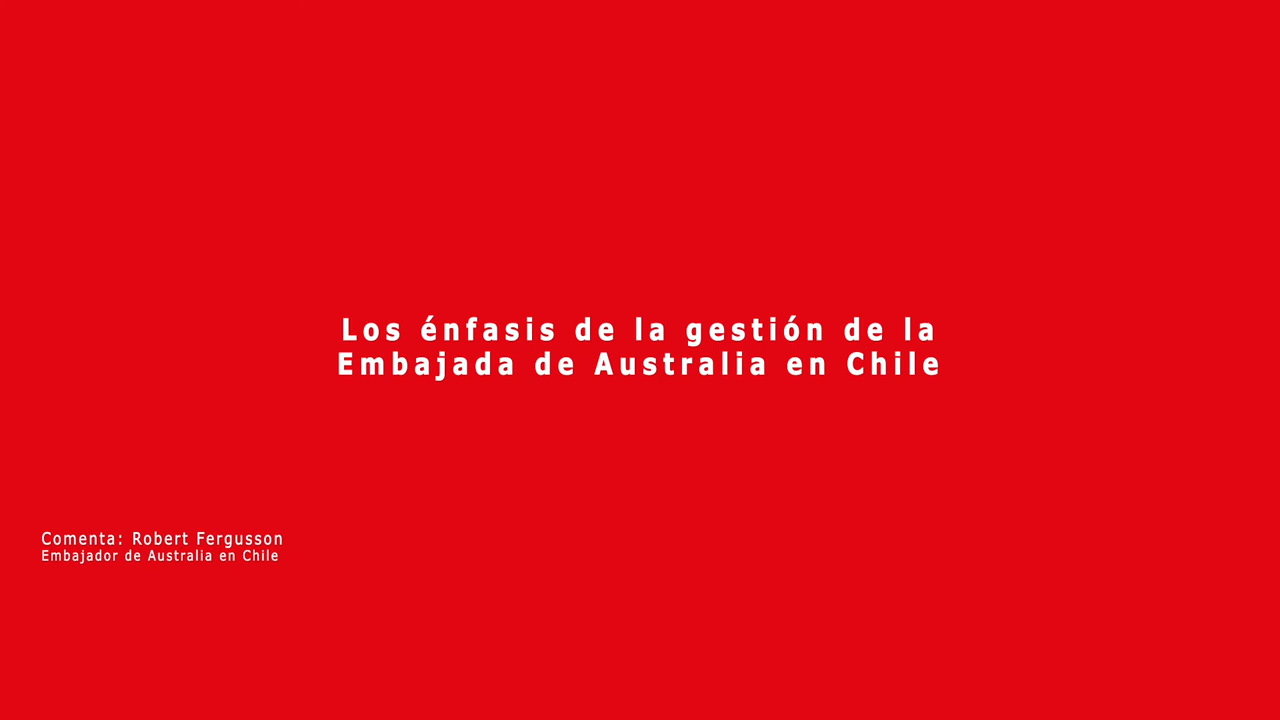 Los énfasis de la gestión de la
Embajada de Australia en Chile
Comenta: Robert Fergusson
Embajador de Australia en Chile